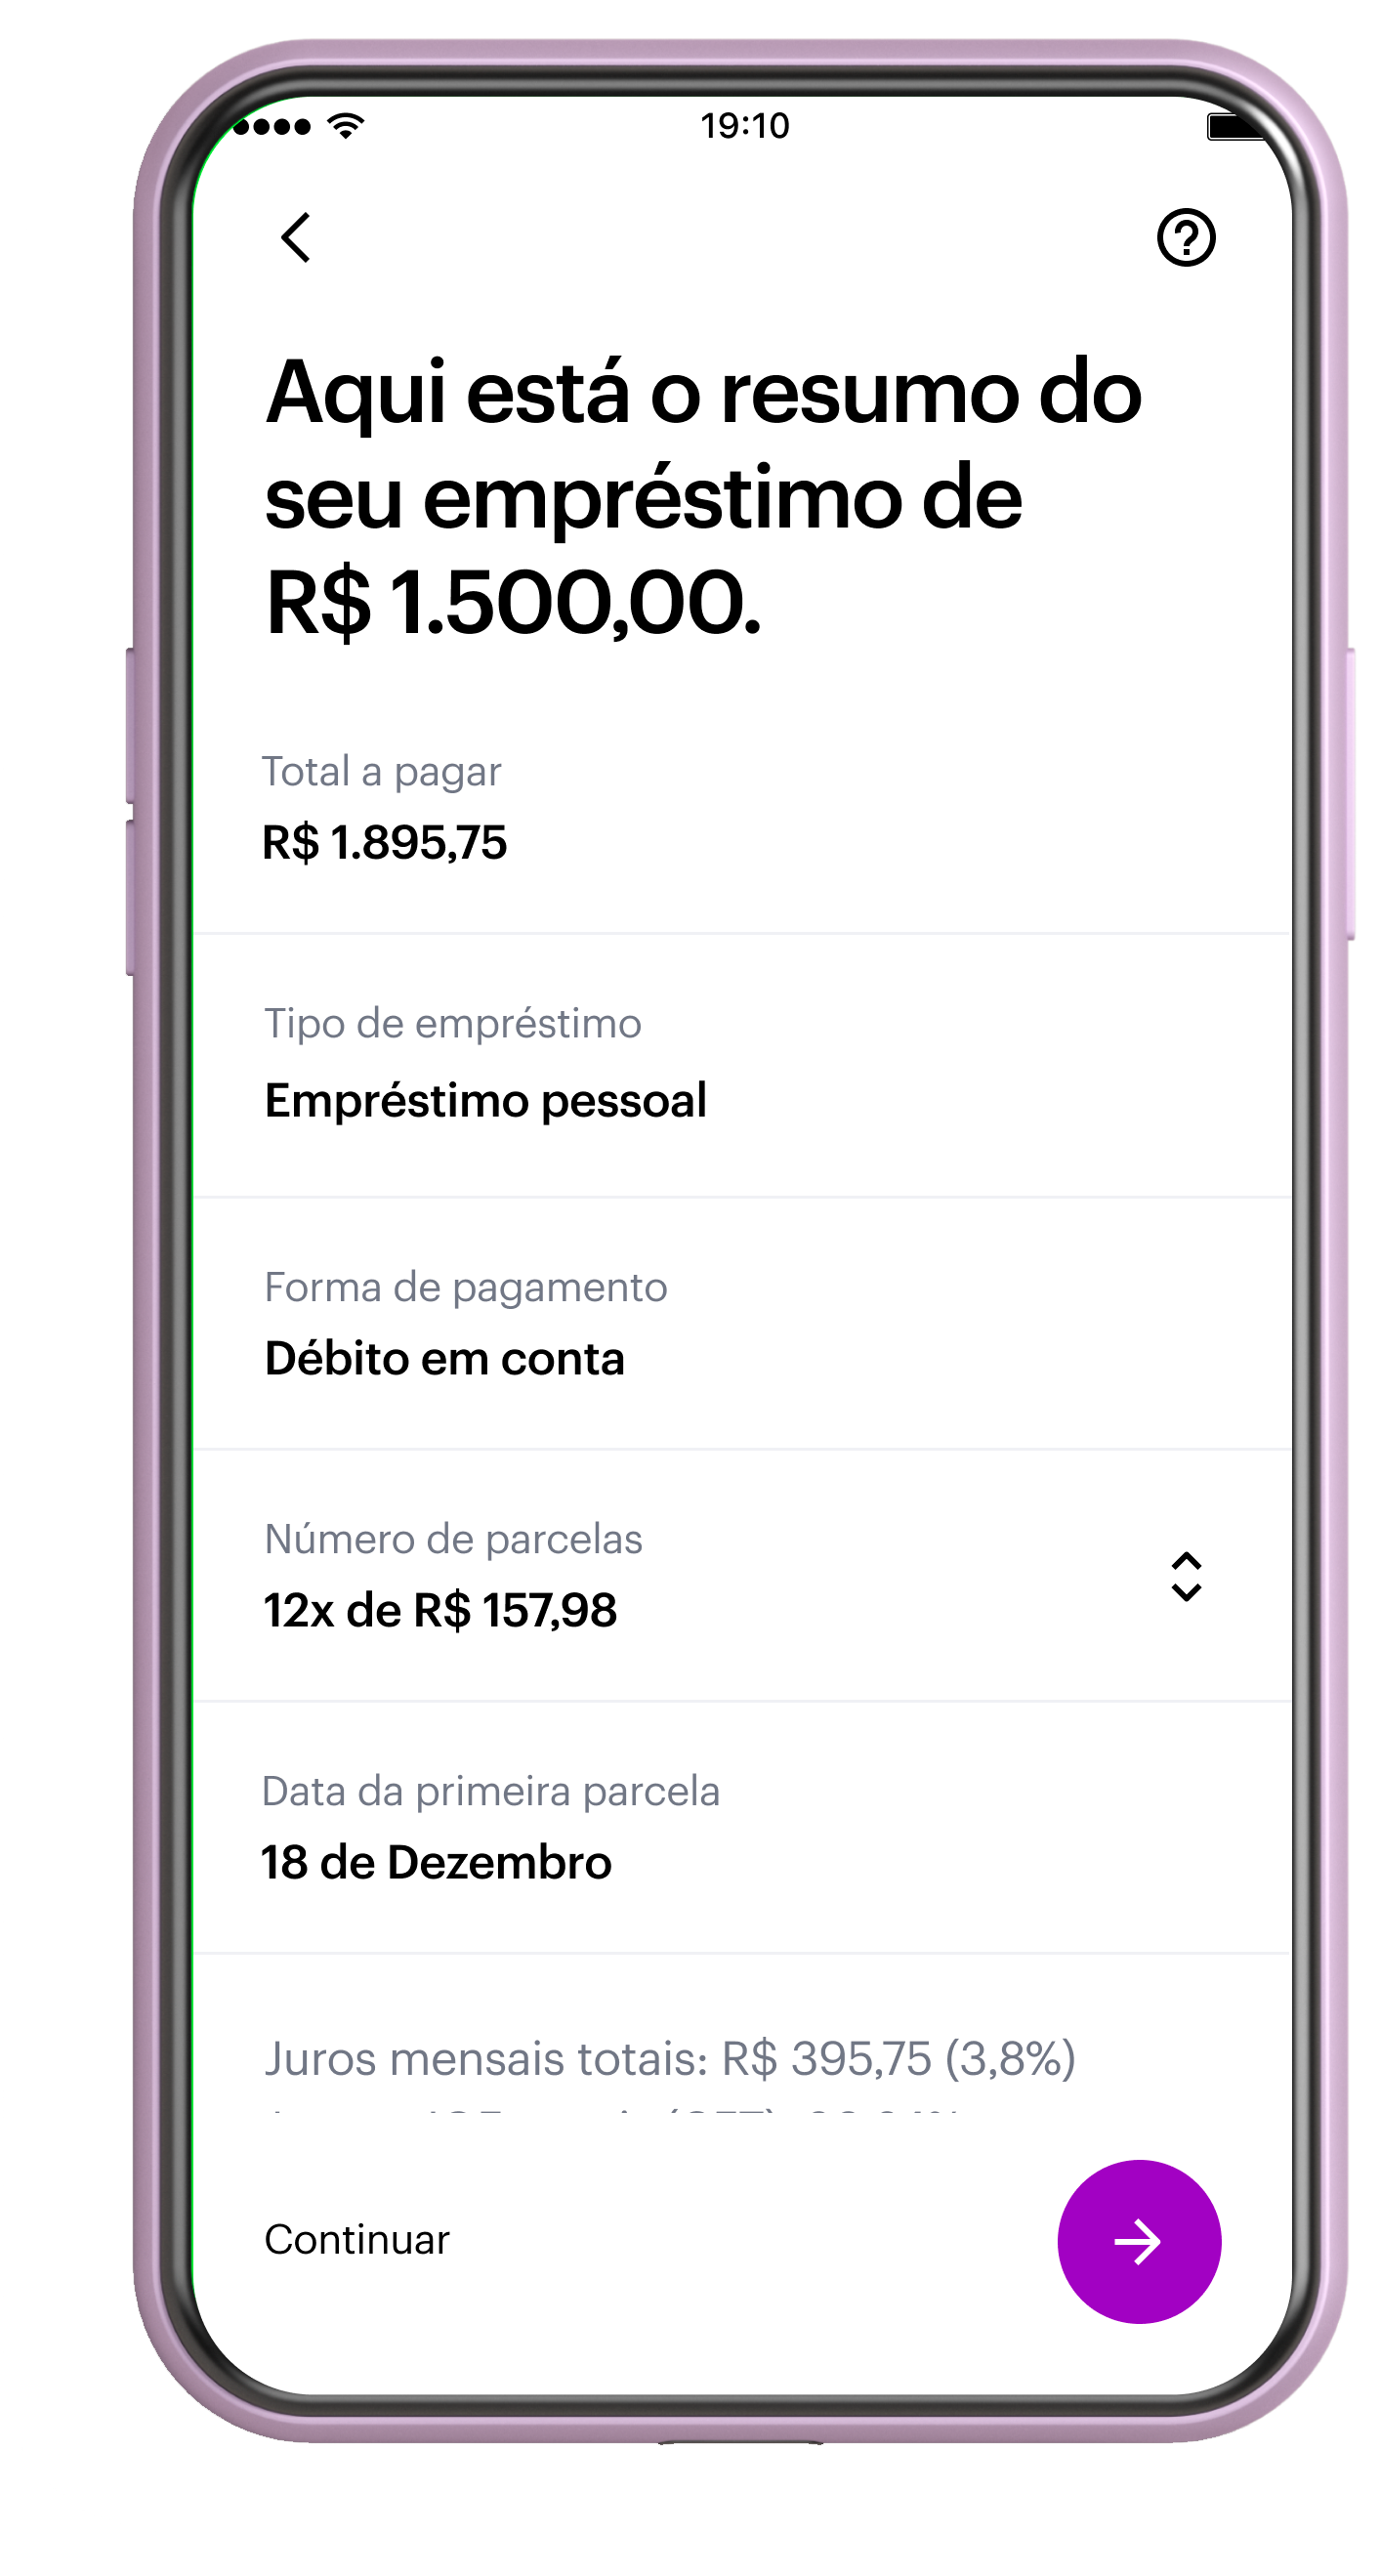 19:10
Aqui está o resumo do
seu empréstimo de
R$ 1.500,00.
Total a pagar
R$ 1.895,75
Tipo de empréstimo
Empréstimo pessoal
Forma de pagamento
Débito em conta
Número de parcelas
12x de R$ 157,98
Data da primeira parcela
18 de Dezembro
Juros mensais totais: R$ 395,75 (3,8%)
Continuar